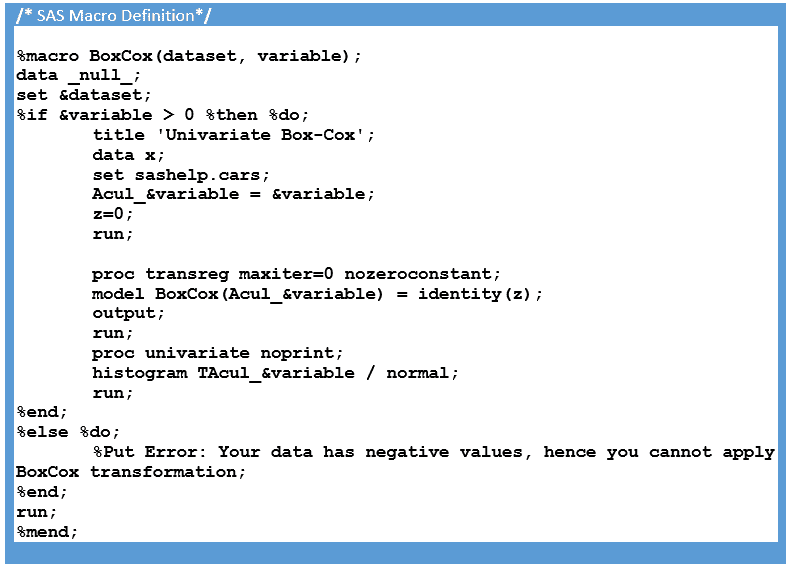 /* SAS Macro Definition*/
%macro BoxCox(dataset, variable);
data _null_;
set &dataset;
%if &variable > 0 %then %do;
title 'Univariate Box-Cox';
data x;
set sashelp.cars;
Acul_&variable = &variable;
z=0;
run;
proc transreg maxiter=0 nozeroconstant;
model BoxCox(Acul_&variable) = identity(z);
output;
run;
proc univariate noprint;
histogram TAcul_&variable / normal;
run;
%end;
%else %do;
%Put Error: Your data has negative values, hence you cannot apply
BoxCox transformation;
%end;
run;
%mend;